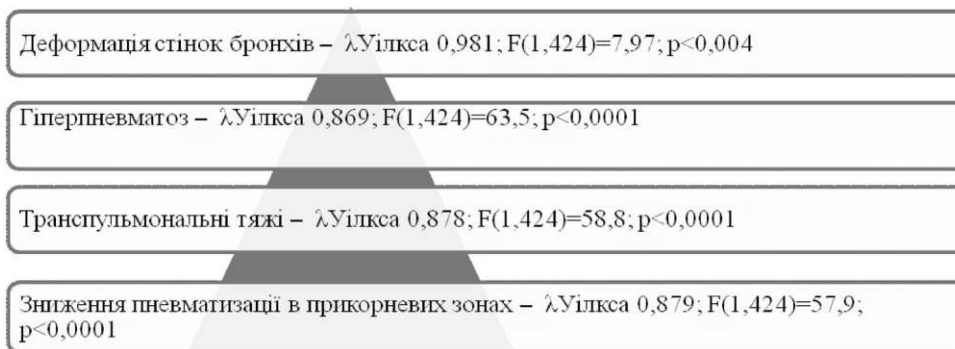 Деформація стінок бронхів – λУілкса 0,981; F(1,424)=7,97; p<0,004
Гіперпневматоз – λУілкса 0,869; F(1,424)=63,5; p<0,0001
Транспульмональні тяжі – λУілкса 0,878; F(1,424)=58,8; p<0,0001
Зниження пневматизації в прикорневих зонах – λУілкса 0,879; F(1,424)=57,9;
p<0,0001